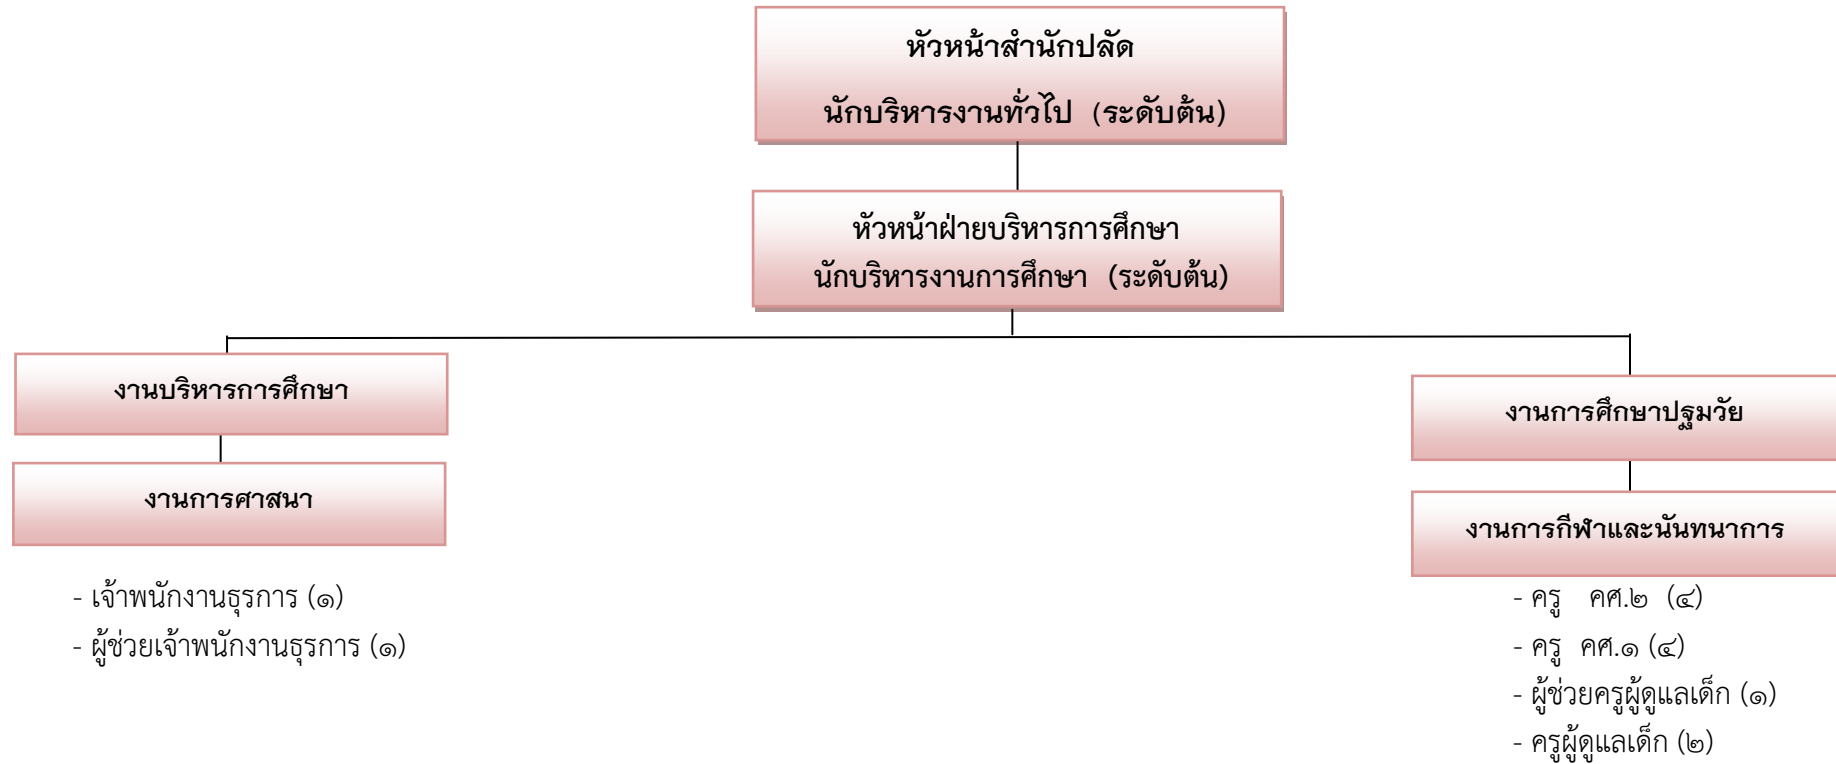 หัวหน้าสำนักปลัด
นักบริหารงานทั่วไป (ระดับต้น)
หัวหน้าฝ่ายบริหารการศึกษา
นักบริหารงานการศึกษา (ระดับต้น)
งานบริหารการศึกษา
งานการศาสนา
- เจ้าพนักงานธุรการ (๑)
- ผู้ช่วยเจ้าพนักงานธุรการ (๑)
งานการศึกษาปฐมวัย
งานการกีฬาและนันทนาการ
- ครู คศ.๒ (๔)
- ครู คศ.๑ (๔)
- ผู้ช่วยครูผู้ดูแลเด็ก (๑)
- ครูผู้ดูแลเด็ก (๒)